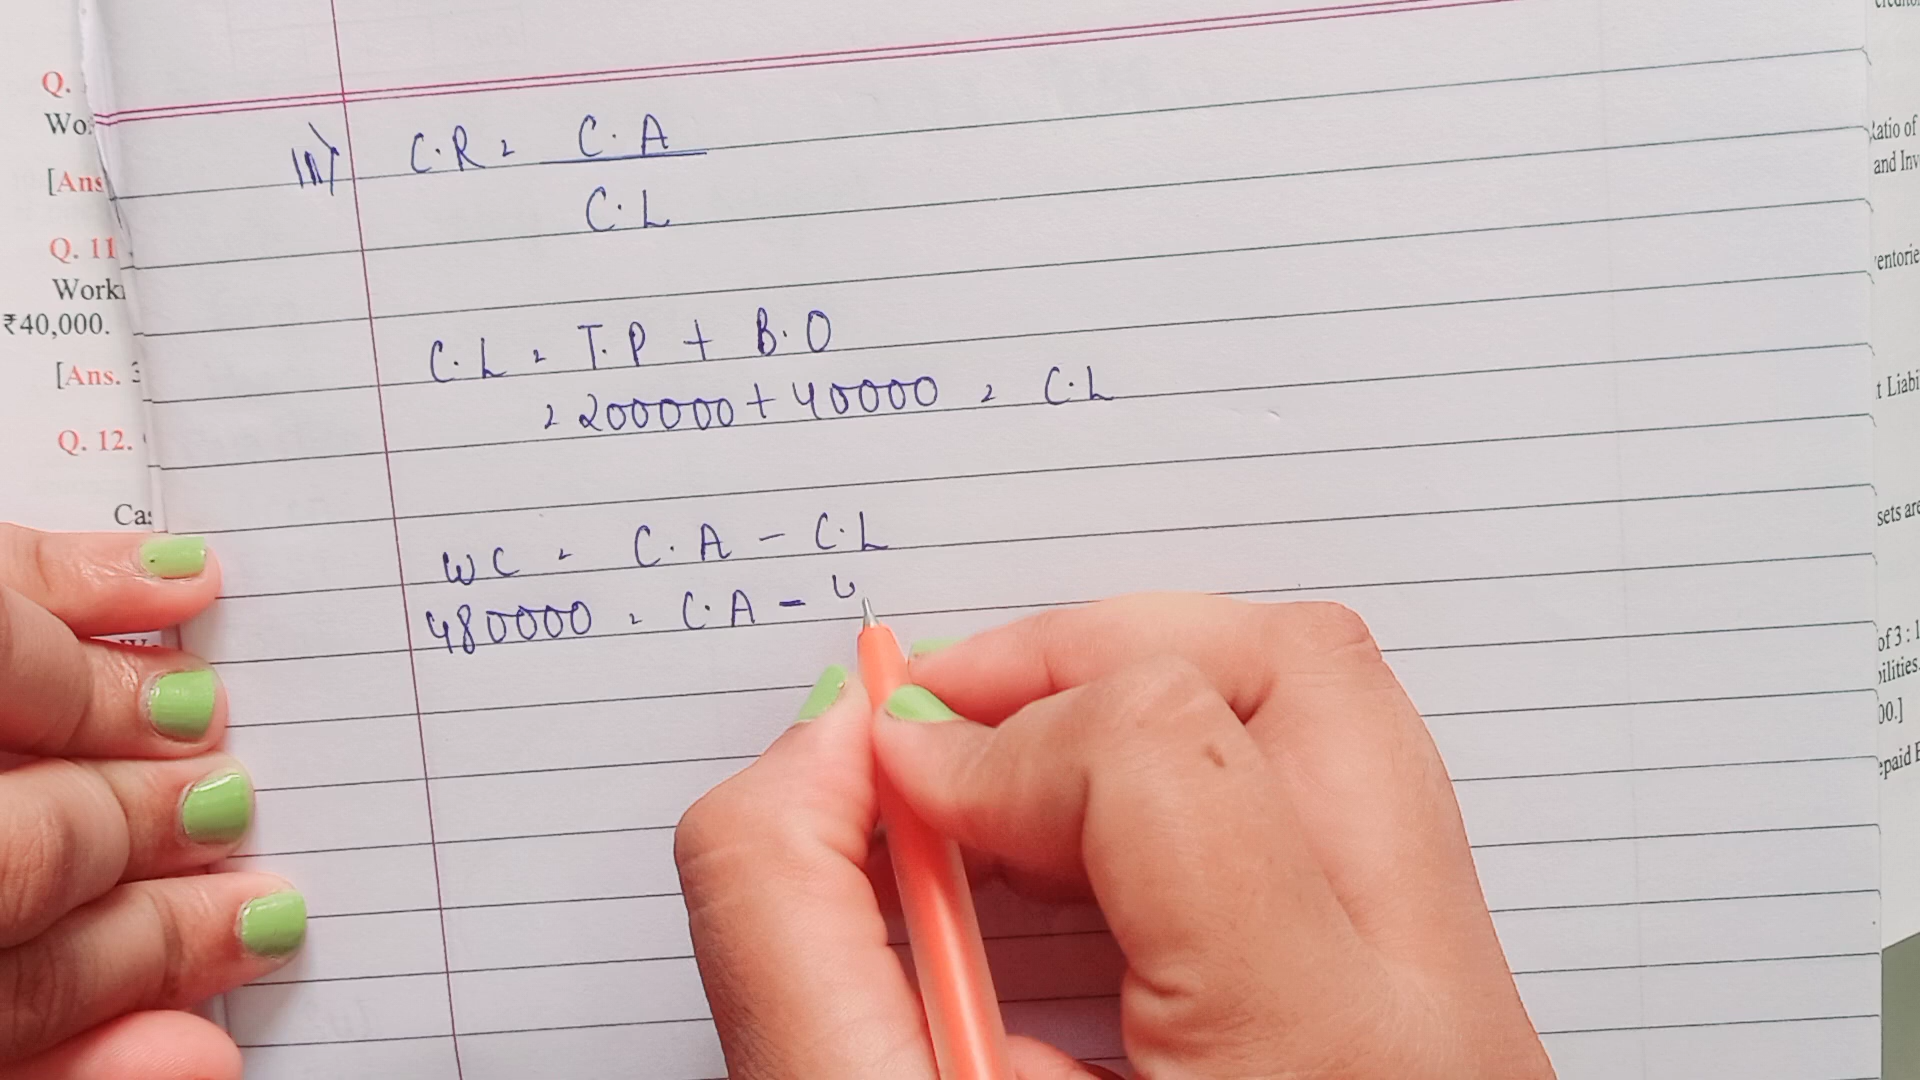 Q.
Wo
[Ans
Q. 11
Work
₹40,000.
[Ans. 3
Q. 12.
Ca
III) C.R = C.A
C.L
C.L = T.P + B.O
= 200000 + 40000 = C.L
WC = C.A - C.L
480000 = C.A -
Ratio of
and Inv
entorie
t Liabi
sets are
of 3 : 1
ilities.
00.]
epaid E